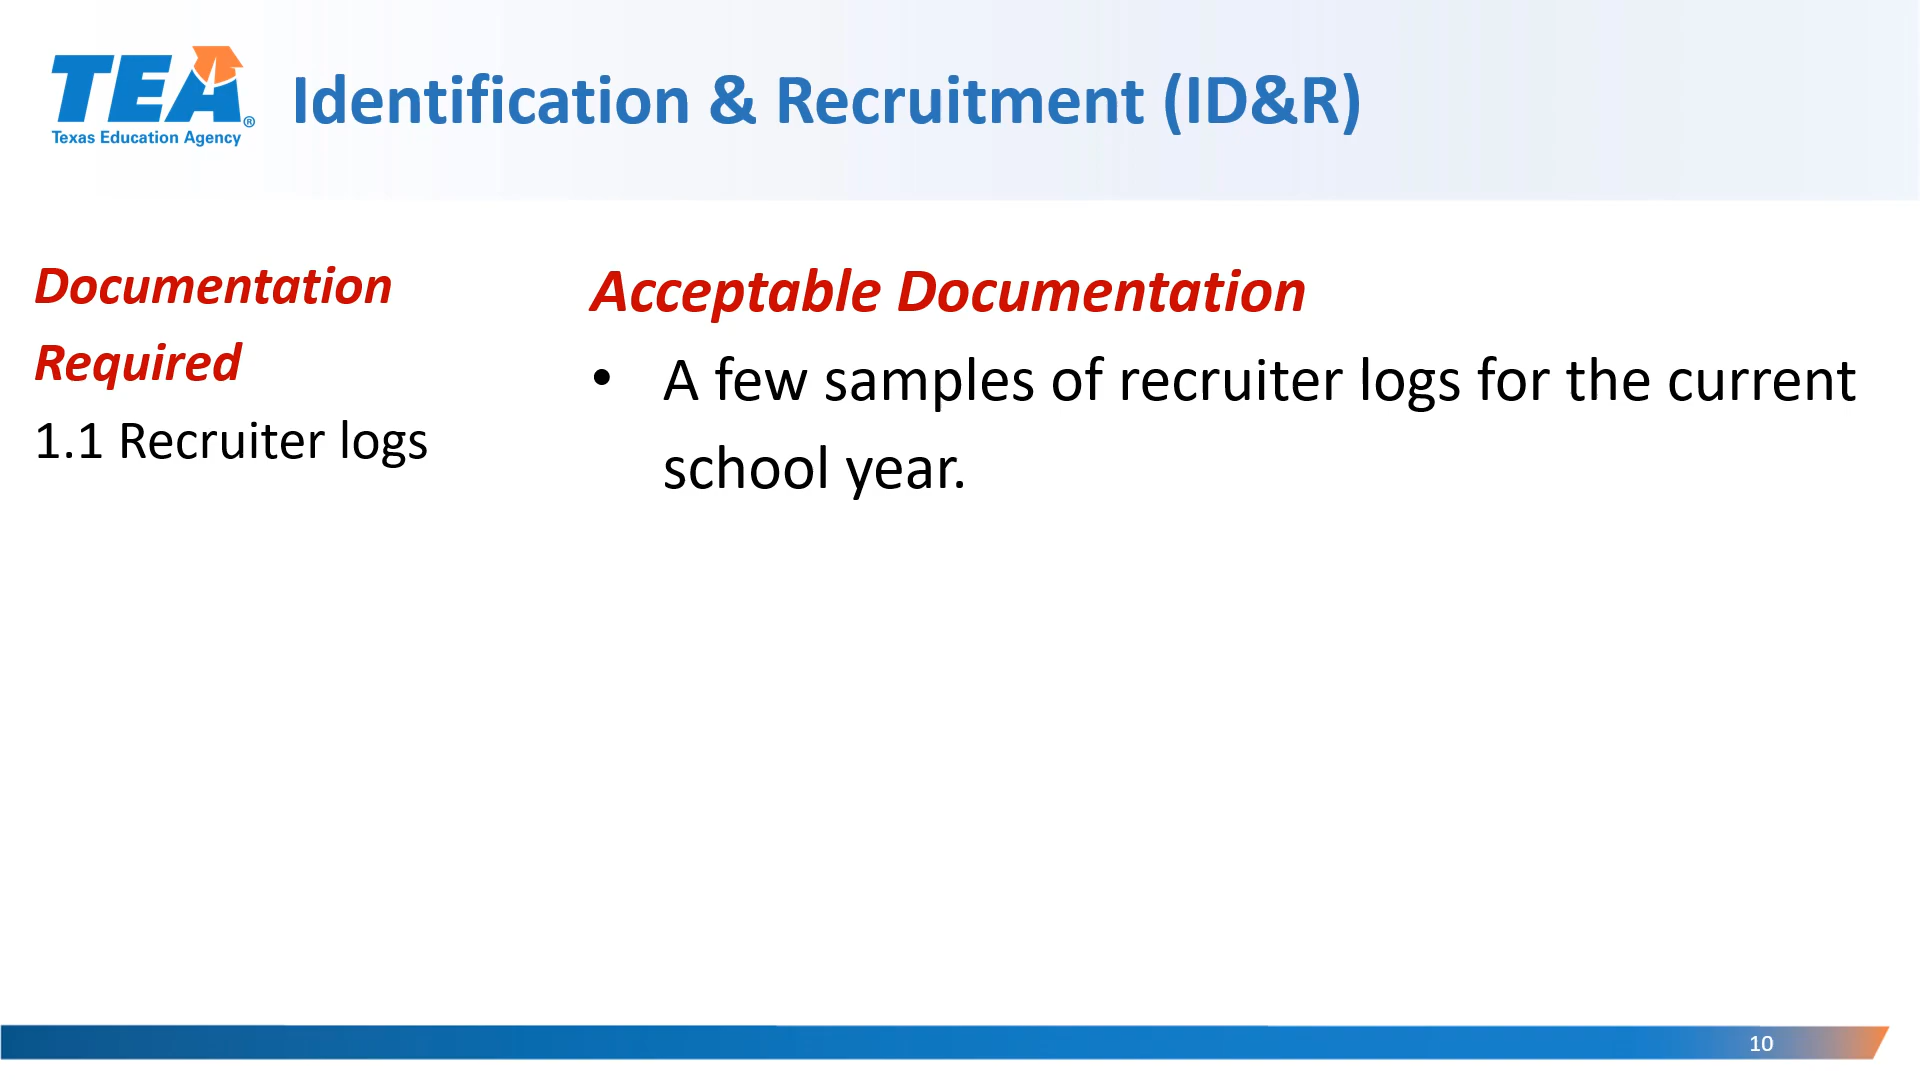 TEA®
Texas Education Agency
Identification & Recruitment (ID&R)
Documentation
Required
1.1 Recruiter logs
Acceptable Documentation
• A few samples of recruiter logs for the current
school year.
10